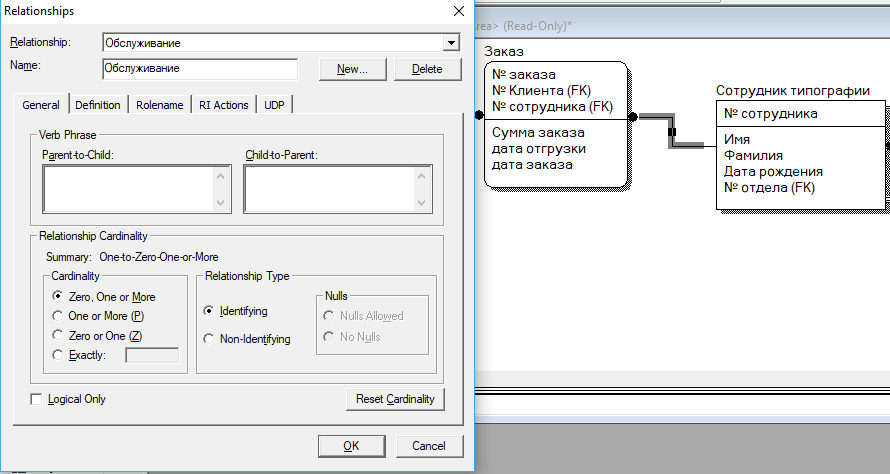 Relationships
Relationship:
Обслуживание
Name:
Обслуживание
New...
Delete
General
Definition
Rolename
RI Actions
UDP
Verb Phrase
Parent-to-Child:
Child-to-Parent:
Relationship Cardinality
Summary: One-to-Zero-One-or-More
Cardinality
Zero, One or More
One or More (P)
Zero or One (Z)
Exactly:
Relationship Type
Identifying
Non-Identifying
Nulls
Nulls Allowed
No Nulls
Logical Only
Reset Cardinality
OK
Cancel
rea> (Read-Only)*
Заказ
№ заказа
№ Клиента (FK)
№ сотрудника (FK)
Сумма заказа
дата отгрузки
дата заказа
Сотрудник типографии
№ сотрудника
Имя
Фамилия
Дата рождения
№ отдела (FK)